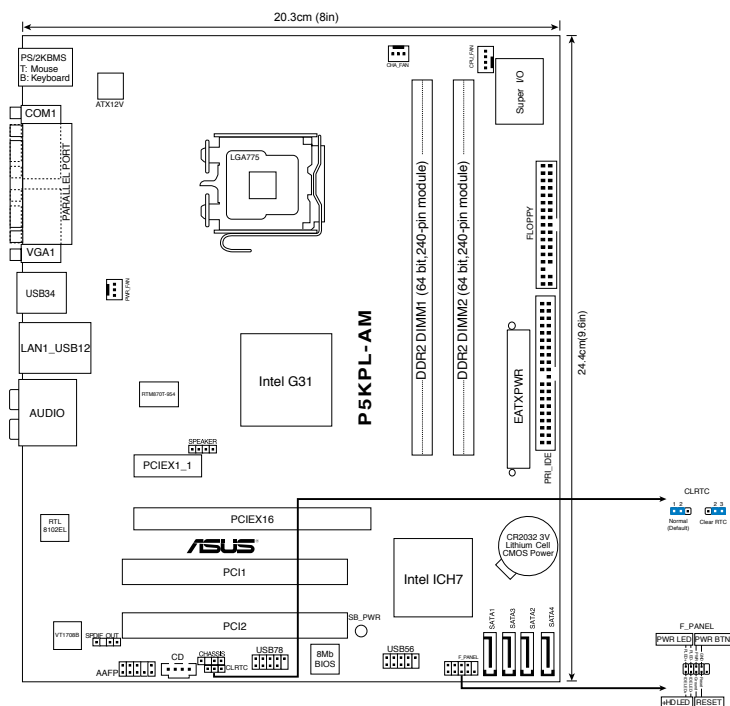 20.3cm (8in)
PS/2KBMS
T: Mouse
B: Keyboard
ATX12V
CHA_FAN
CPU_FAN
Super I/O
COM1
PARALLEL PORT
VGA1
LGA775
DDR2 DIMM1 (64 bit,240-pin module)
DDR2 DIMM2 (64 bit,240-pin module)
FLOPPY
USB34
PWR_FAN
LAN1_USB12
Intel G31
P5KPL-AM
EATXPWR
PRI_IDE
24.4cm(9.6in)
AUDIO
RTM870T-954
SPEAKER
PCIEX1_1
RTL
8102EL
PCIEX16
ASUS
PCI1
Intel ICH7
CR2032 3V
Lithium Cell
CMOS Power
CLRTC
1 2
2 3
Normal
(Default)
Clear RTC
VT1708B
SPDIF_OUT
PCI2
SB_PWR
SATA1
SATA3
SATA2
SATA4
AAFP
CD
CHASSIS
CLRTC
USB78
8Mb
BIOS
USB56
F_PANEL
F_PANEL
PWR LED
PWR BTN
+HDLED
RESET